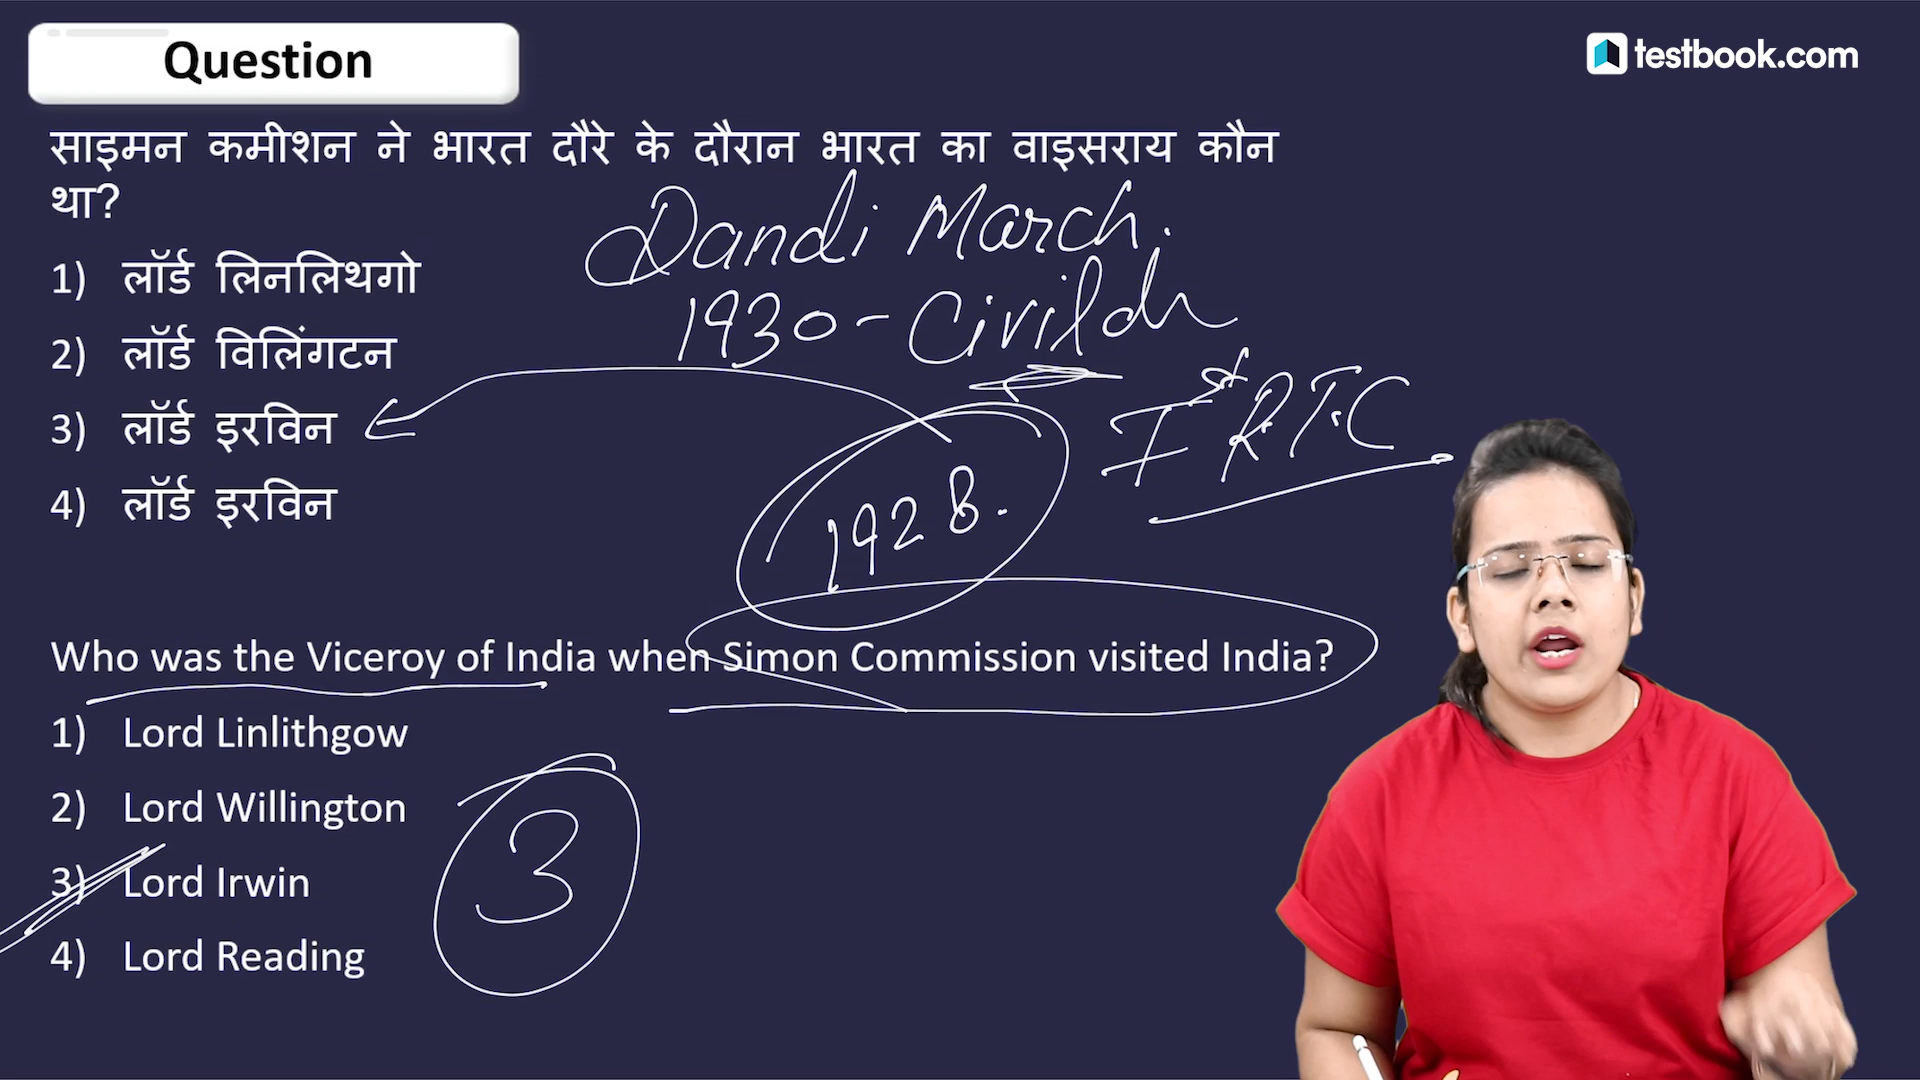 Question
testbook.com
साइमन कमीशन ने भारत दौरे के दौरान भारत का वाइसराय कौन
था?
1) लॉर्ड लिनलिथगो
2) लॉर्ड विलिंगटन
3) लॉर्ड इरविन
4) लॉर्ड इरविन
Dandi March.
1930 - Civil
Ist R.T.C
1928.
Who was the Viceroy of India when Simon Commission visited India?
1) Lord Linlithgow
2) Lord Willington
3) Lord Irwin
4) Lord Reading
3